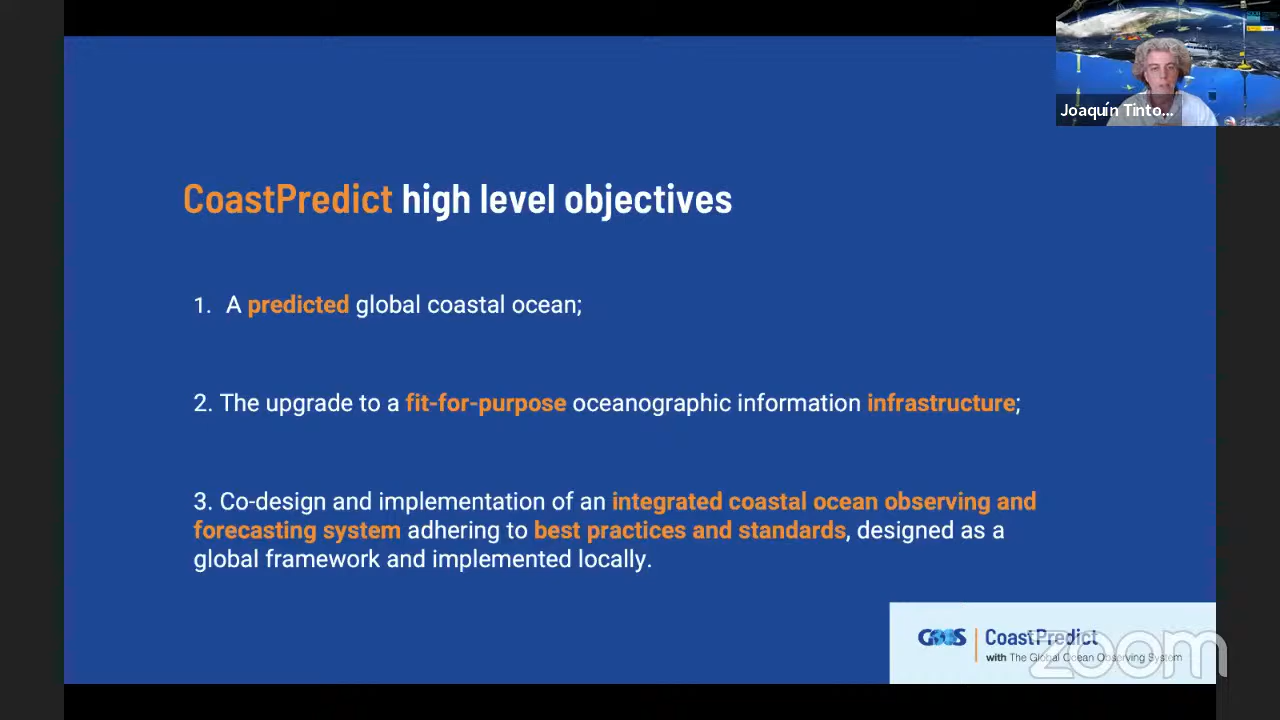 Joaquín Tinto...
CoastPredict high level objectives
1. A predicted global coastal ocean;
2. The upgrade to a fit-for-purpose oceanographic information infrastructure;
3. Co-design and implementation of an integrated coastal ocean observing and
forecasting system adhering to best practices and standards, designed as a
global framework and implemented locally.
GOOS
CoastPredict
with The Global Ocean Observing System
zoom